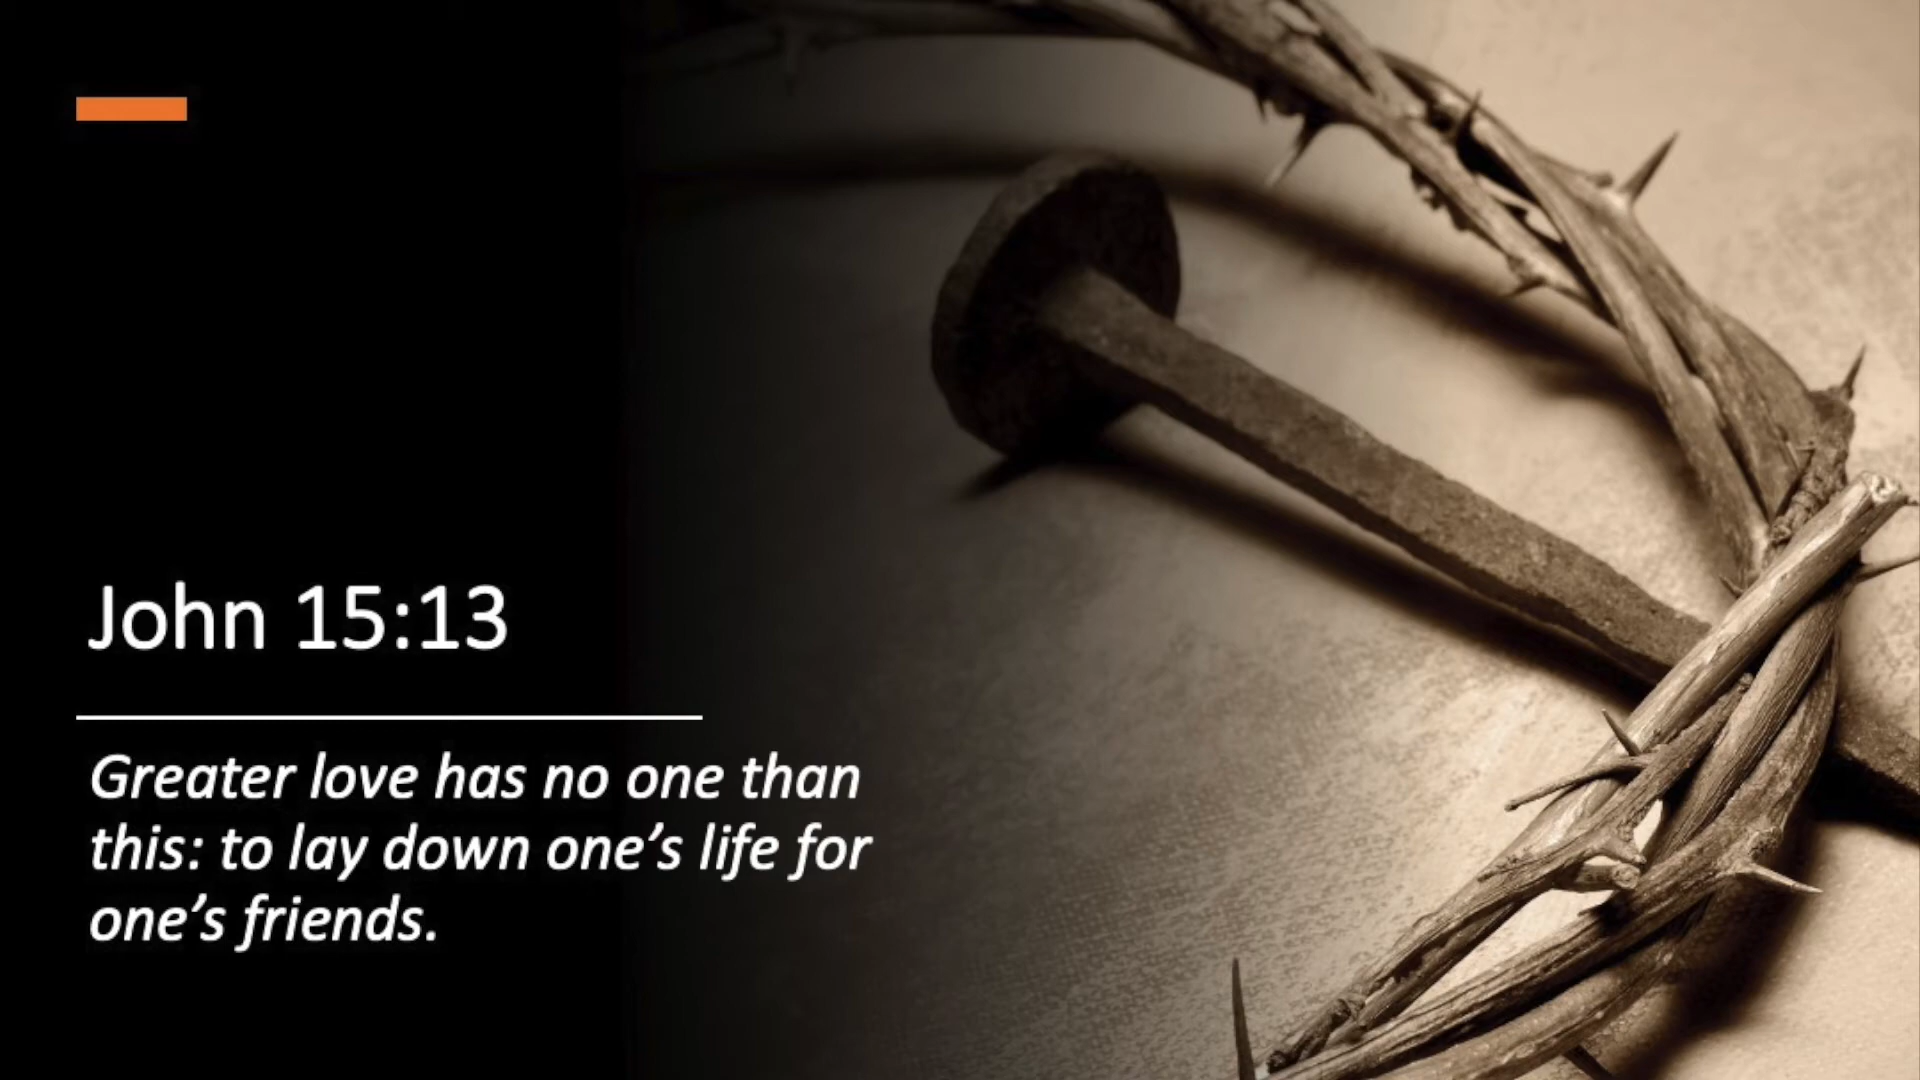 John 15:13
Greater love has no one than
this: to lay down one’s life for
one’s friends.